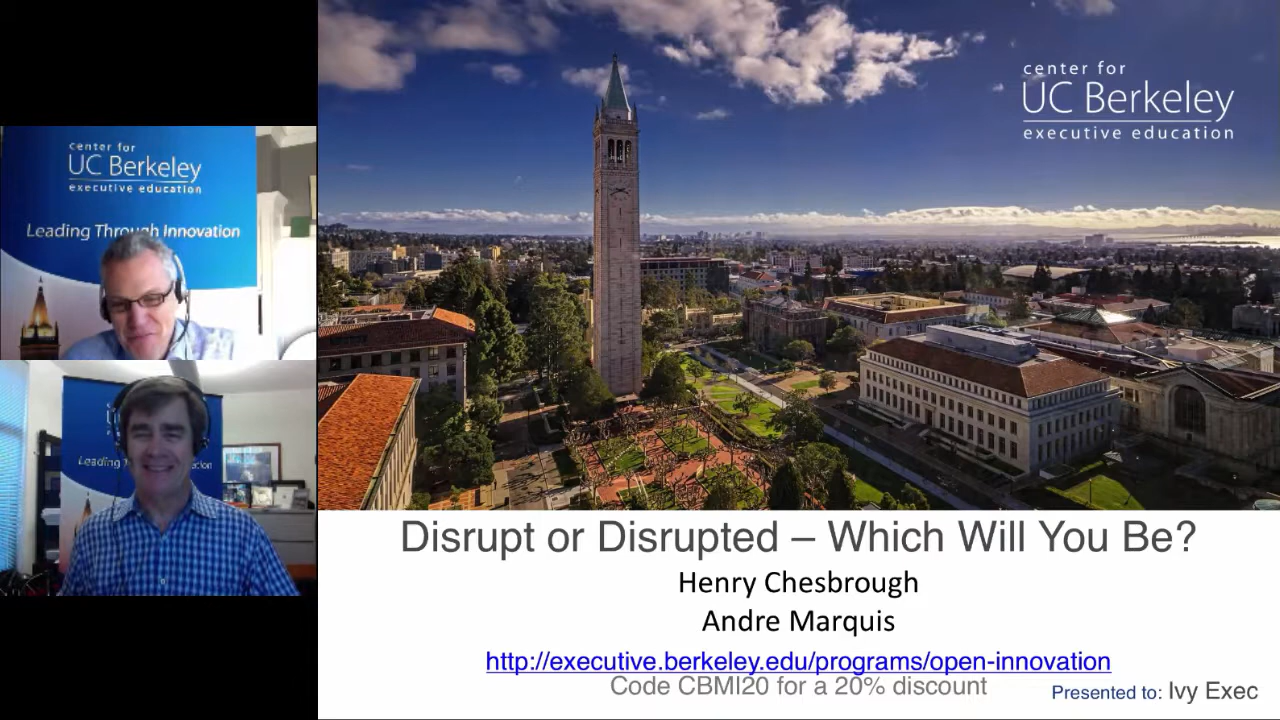 center for
UC Berkeley
executive education
Leading Through Innovation
Leading
center for
UC Berkeley
executive education
Disrupt or Disrupted – Which Will You Be?
Henry Chesbrough
Andre Marquis
http://executive.berkeley.edu/programs/open-innovation
Code CBMI20 for a 20% discount
Presented to: Ivy Exec